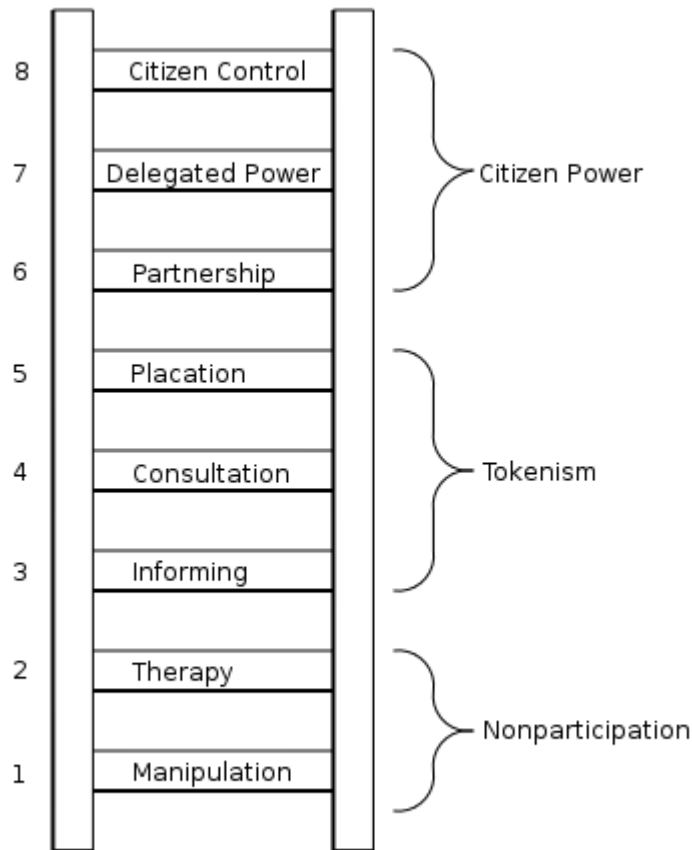 8 Citizen Control
7 Delegated Power
Citizen Power
6 Partnership
5 Placation
4 Consultation
Tokenism
3 Informing
2 Therapy
Nonparticipation
1 Manipulation